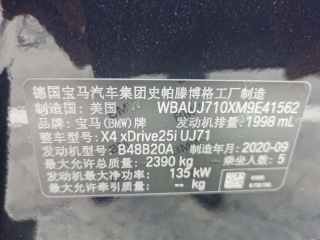 德国宝马汽车集团史帕滕博格工厂制造
制造国：美国 WBAUJ710XM9E41562
品牌：宝马(BMW)牌 发动机排量：1998 mL
整车型号：X4 xDrive25i UJ71
发动机型号：B48B20A 制造年月：2020-09
最大允许总质量：2390 kg 乘坐人数：5
发动机最大净功率：135 kW
最大允许牵引质量：-- kg